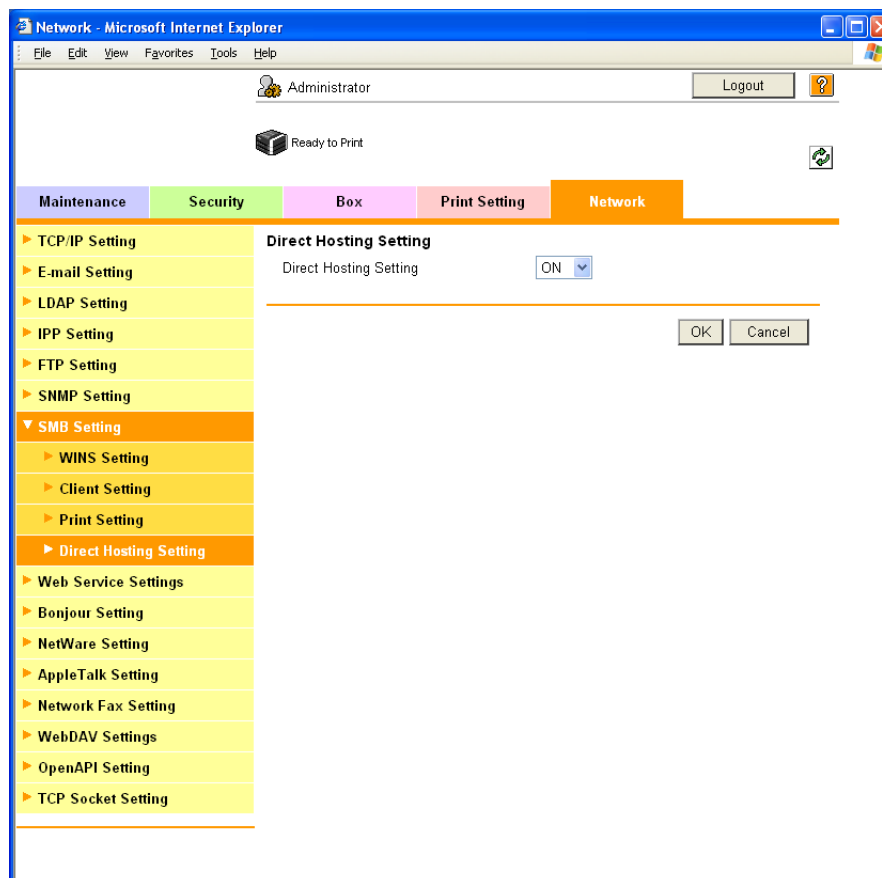 Network - Microsoft Internet Explorer
File Edit View Favorites Tools Help
Administrator
Logout
?
Ready to Print
Maintenance Security Box Print Setting Network
TCP/IP Setting
E-mail Setting
LDAP Setting
IPP Setting
FTP Setting
SNMP Setting
SMB Setting
WINS Setting
Client Setting
Print Setting
Direct Hosting Setting
Web Service Settings
Bonjour Setting
NetWare Setting
AppleTalk Setting
Network Fax Setting
WebDAV Settings
OpenAPI Setting
TCP Socket Setting
Direct Hosting Setting
Direct Hosting Setting ON
OK Cancel